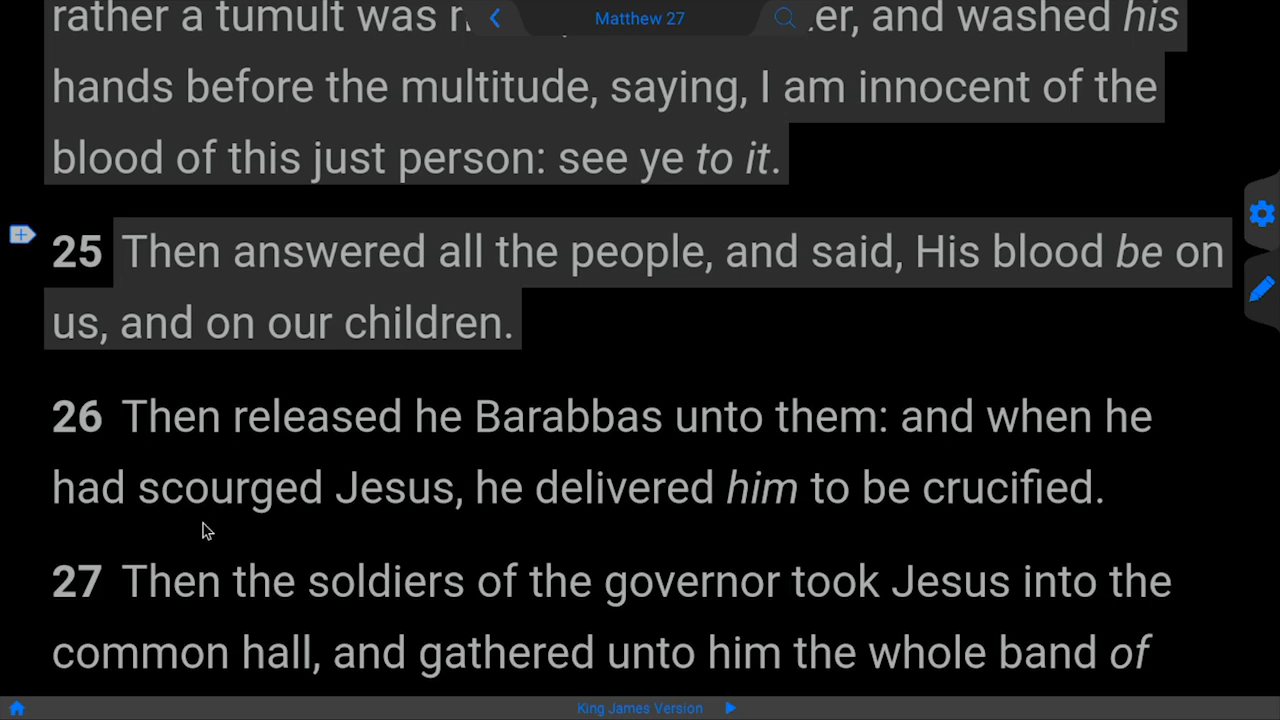 Matthew 27
rather a tumult was
and washed his
hands before the multitude, saying, I am innocent of the
blood of this just person: see ye to it.
25 Then answered all the people, and said, His blood be on
us, and on our children.
26 Then released he Barabbas unto them: and when he
had scourged Jesus, he delivered him to be crucified.
27 Then the soldiers of the governor took Jesus into the
common hall, and gathered unto him the whole band of
King James Version